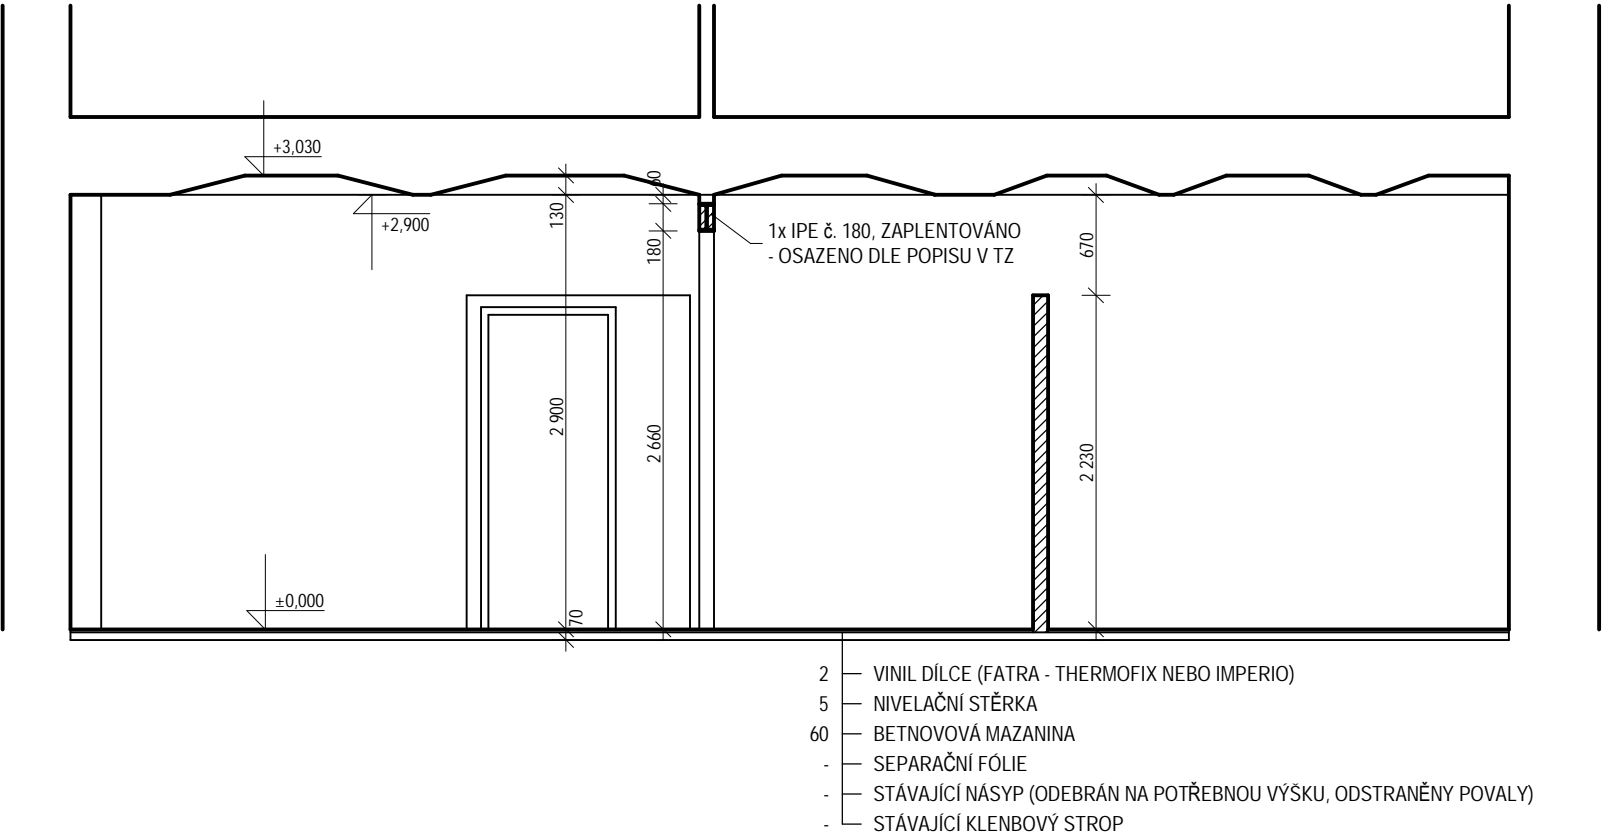 +3,030
+2,900
130
60
180
1x IPE č. 180, ZAPLENTOVÁNO
- OSAZENO DLE POPISU V TZ
670
2 900
2 660
2 230
±0,000
70
2 VINIL DÍLCE (FATRA - THERMOFIX NEBO IMPERIO)
5 NIVELAČNÍ STĚRKA
60 BETNOVOVÁ MAZANINA
- SEPARAČNÍ FÓLIE
- STÁVAJÍCÍ NÁSYP (ODEBRÁN NA POTŘEBNOU VÝŠKU, ODSTRANĚNY POVALY)
- STÁVAJÍCÍ KLENBOVÝ STROP